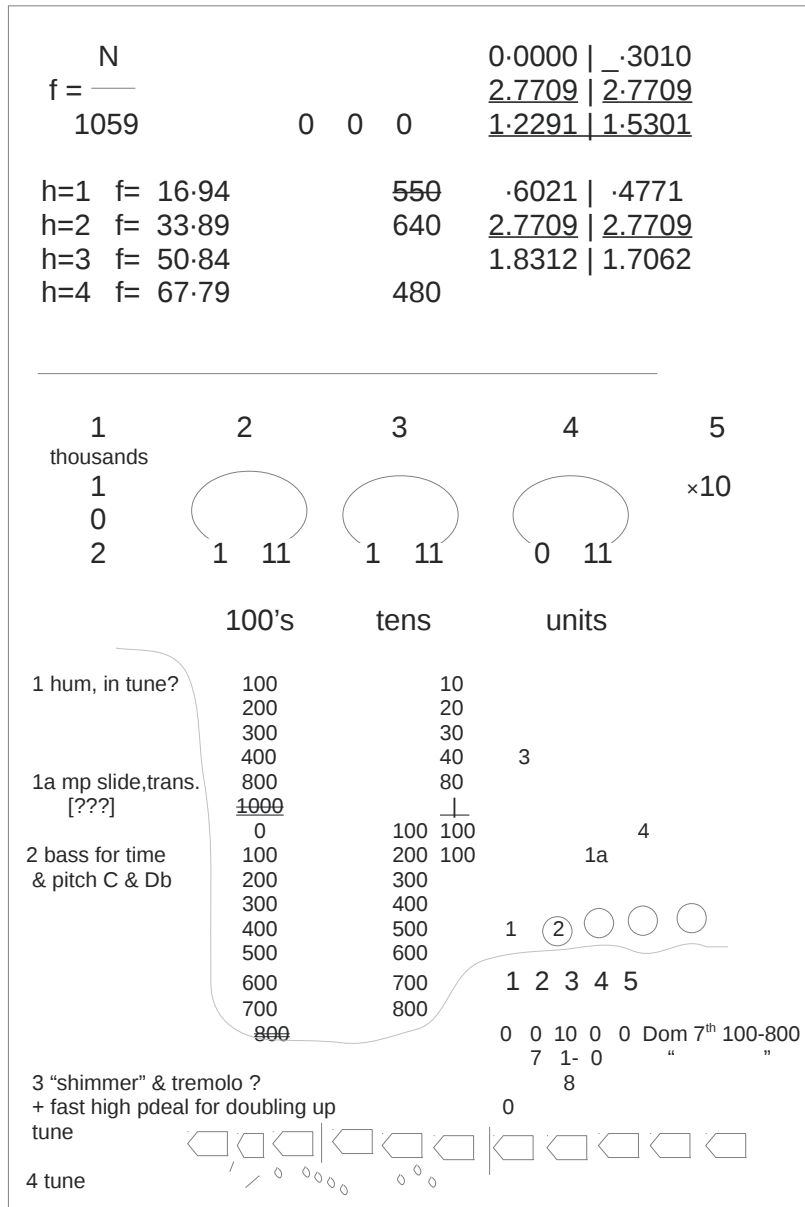 N 0·0000 | _·3010
f = 2.7709 | 2·7709
1059 0 0 0 1·2291 | 1·5301
h=1 f= 16·94 550 ·6021 | ·4771
h=2 f= 33·89 640 2.7709 | 2.7709
h=3 f= 50·84 1.8312 | 1.7062
h=4 f= 67·79 480
1 2 3 4 5
thousands
1 ×10
0
2 1 11 1 11 0 11
100's tens units
1 hum, in tune? 100 10
200 20
300 30
400 40 3
1a mp slide,trans. 800 80
[???] 1000 |
0 100 100 4
2 bass for time 100 200 100 1a
& pitch C & Db 200 300
300 400
400 500 1 2
500 600
600 700 1 2 3 4 5
700 800
800 0 0 10 0 0 Dom 7th 100-800
7 1- 0 “ ”
3 “shimmer” & tremolo ? 8
+ fast high pdeal for doubling up 0
tune
4 tune